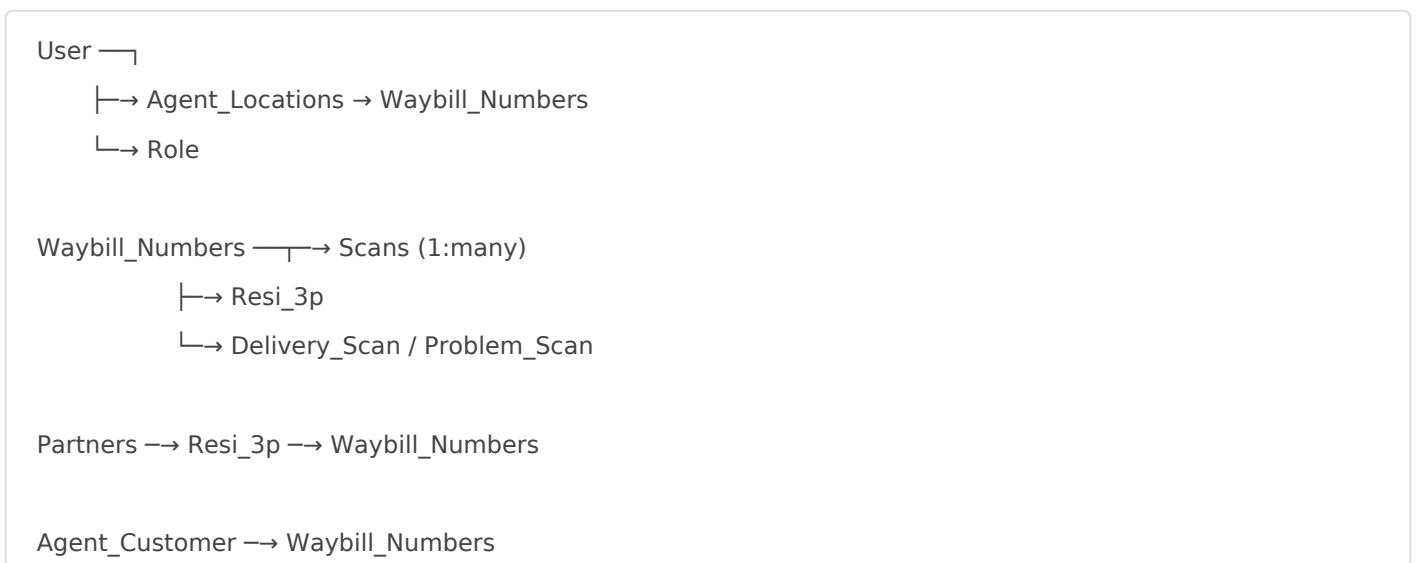 User ──┐
├─→ Agent_Locations → Waybill_Numbers
└─→ Role
Waybill_Numbers ──┬─→ Scans (1:many)
├─→ Resi_3p
└─→ Delivery_Scan / Problem_Scan
Partners ─→ Resi_3p ─→ Waybill_Numbers
Agent_Customer ─→ Waybill_Numbers